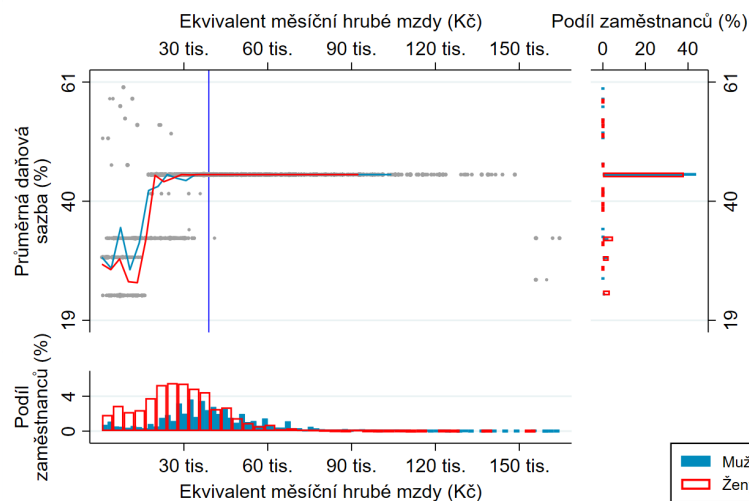 Ekvivalent měsíční hrubé mzdy (Kč)
Podíl zaměstnanců (%)
30 tis. 60 tis. 90 tis. 120 tis. 150 tis.
0 20 40
Průměrná daňová
sazba (%)
61
40
19
61
40
19
Podíl
zaměstnanců (%)
4
0
30 tis. 60 tis. 90 tis. 120 tis. 150 tis.
Ekvivalent měsíční hrubé mzdy (Kč)
Muž
Žen